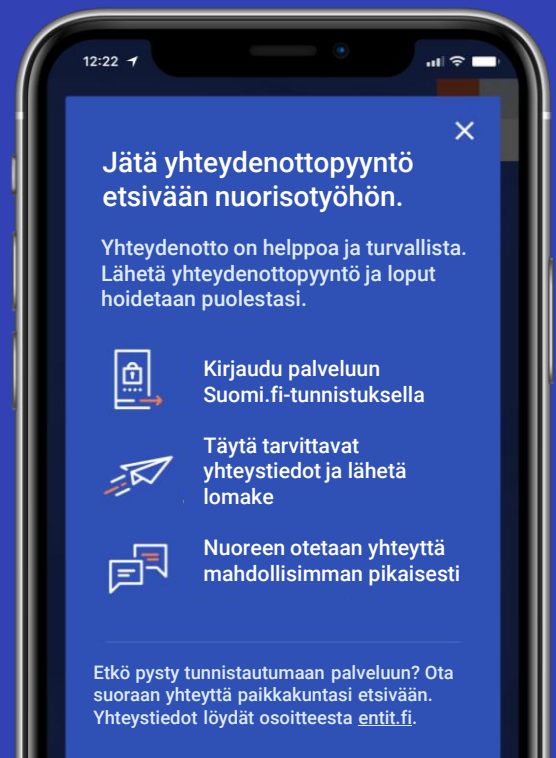 12:22
Jätä yhteydenottopyyntö
etsivään nuorisotyöhön.
Yhteydenotto on helppoa ja turvallista.
Lähetä yhteydenottopyyntö ja loput
hoidetaan puolestasi.
Kirjaudu palveluun
Suomi.fi-tunnistuksella
Täytä tarvittavat
yhteystiedot ja lähetä
lomake
Nuoreen otetaan yhteyttä
mahdollisimman pikaisesti
Etkö pysty tunnistautumaan palveluun? Ota
suoraan yhteyttä paikkakuntasi etsivään.
Yhteystiedot löydät osoitteesta entit.fi.